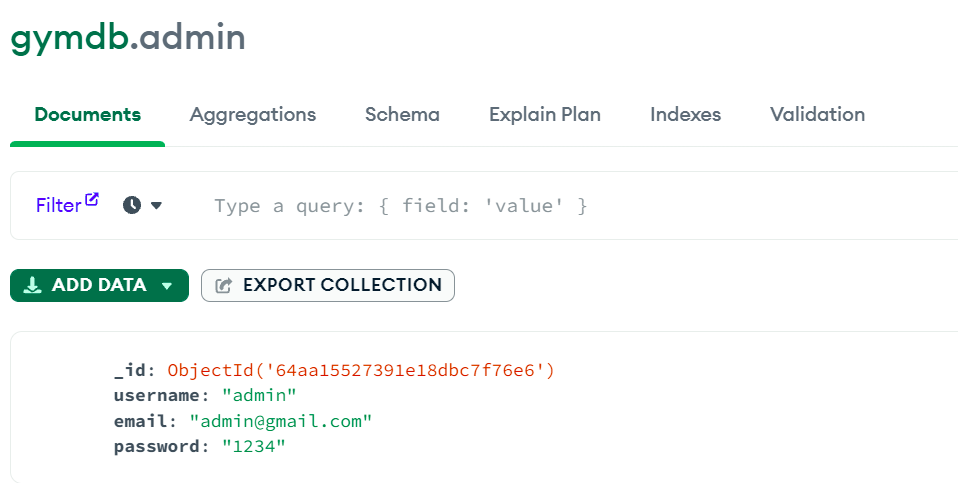 gymdb.admin
Documents Aggregations Schema Explain Plan Indexes Validation
Filter Type a query: { field: 'value' }
ADD DATA EXPORT COLLECTION
_id: ObjectId('64aa15527391e18dbc7f76e6')
username: "admin"
email: "admin@gmail.com"
password: "1234"